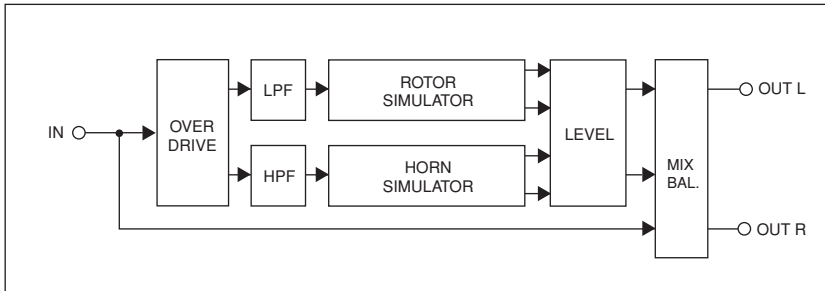 IN
OVER
DRIVE
LPF
HPF
ROTOR
SIMULATOR
HORN
SIMULATOR
LEVEL
MIX
BAL.
OUT L
OUT R